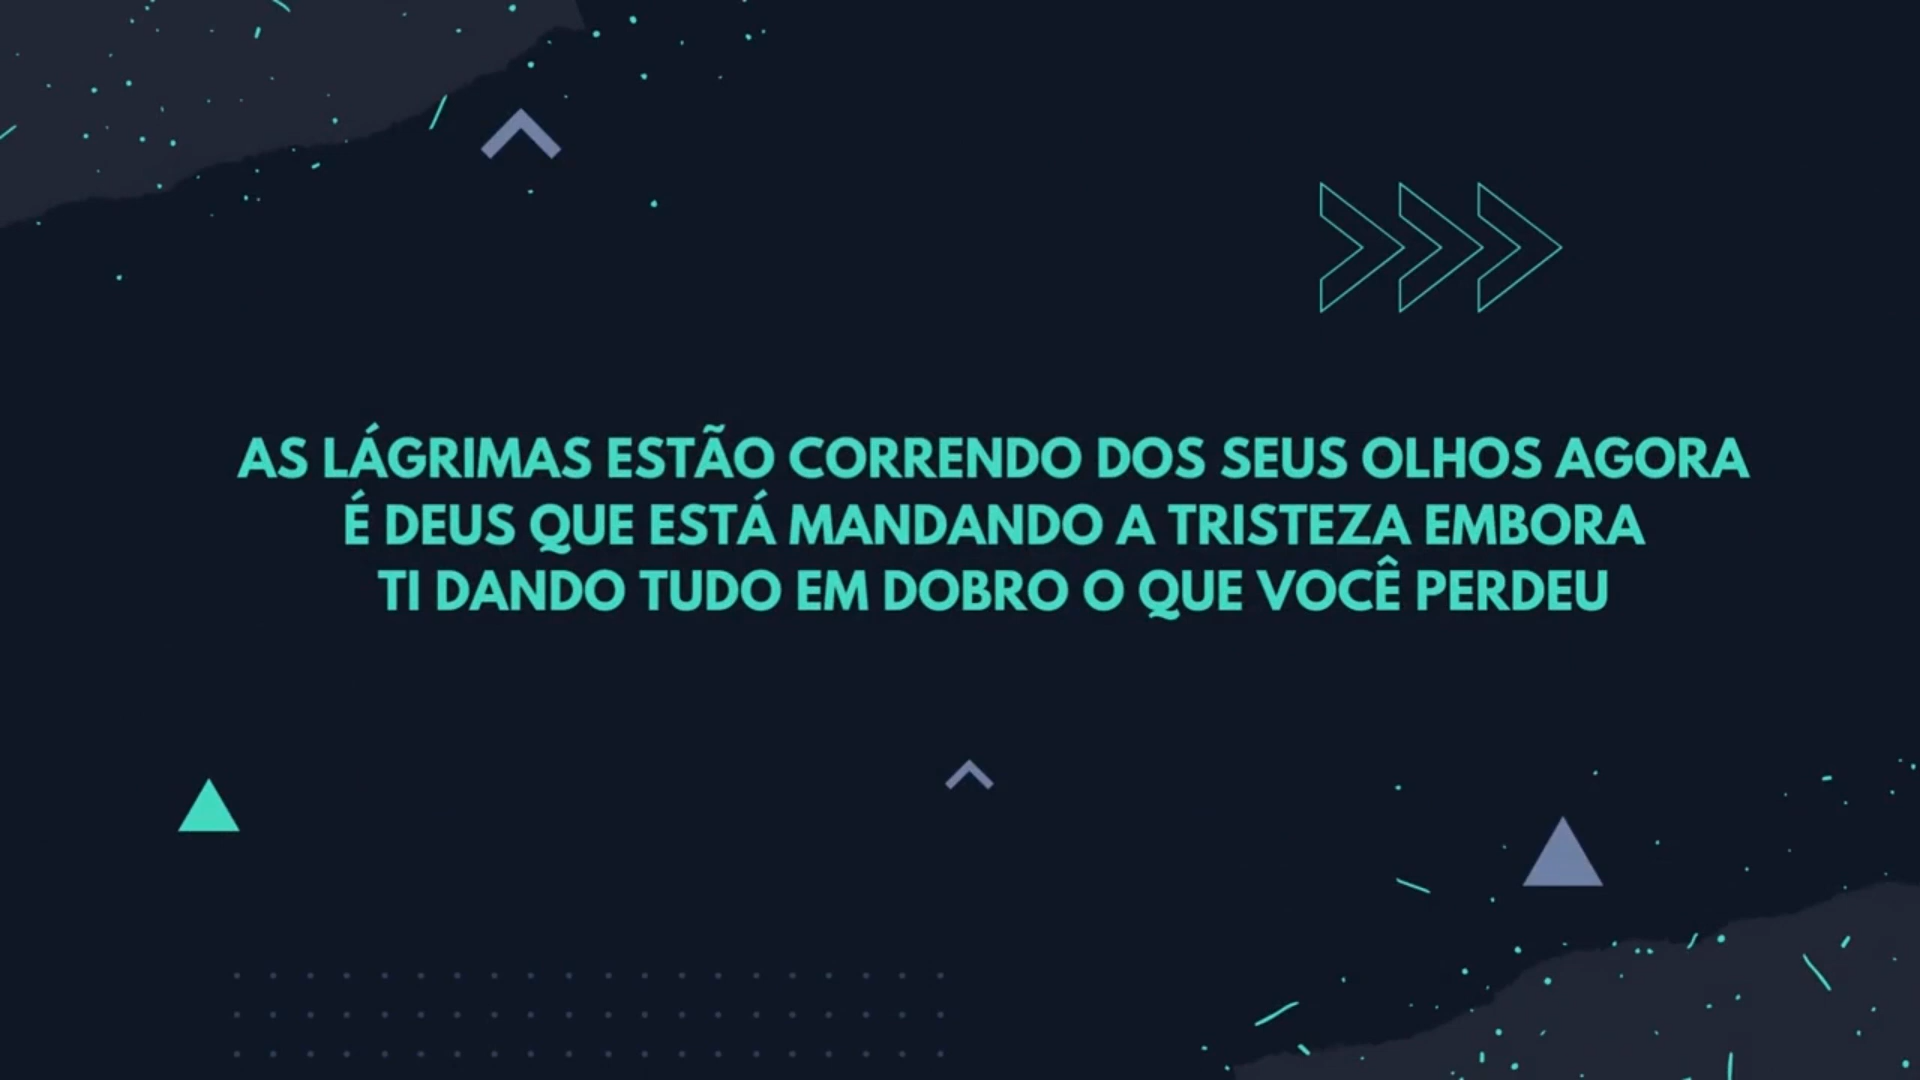 AS LÁGRIMAS ESTÃO CORRENDO DOS SEUS OLHOS AGORA
É DEUS QUE ESTÁ MANDANDO A TRISTEZA EMBORA
TI DANDO TUDO EM DOBRO O QUE VOCÊ PERDEU